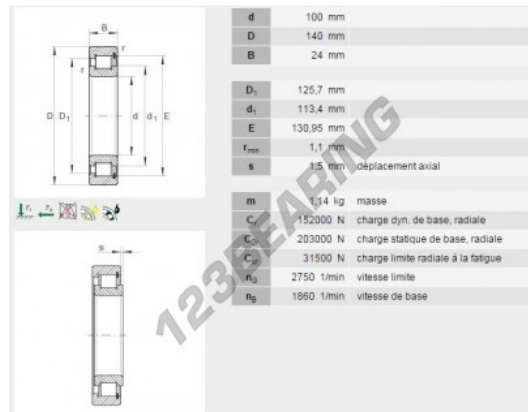 B
r
r
D D₁ d d₁ E
Fr Fa
s
d 100 mm
D 140 mm
B 24 mm
D₁ 125,7 mm
d₁ 113,4 mm
E 130,95 mm
rmin 1,1 mm
s 1,5 mm déplacement axial
m 1,14 kg masse
Cr 152000 N charge dyn. de base, radiale
C0r 203000 N charge statique de base, radiale
Cur 31500 N charge limite radiale à la fatigue
nG 2750 1/min vitesse limite
nB 1860 1/min vitesse de base
123BEARING